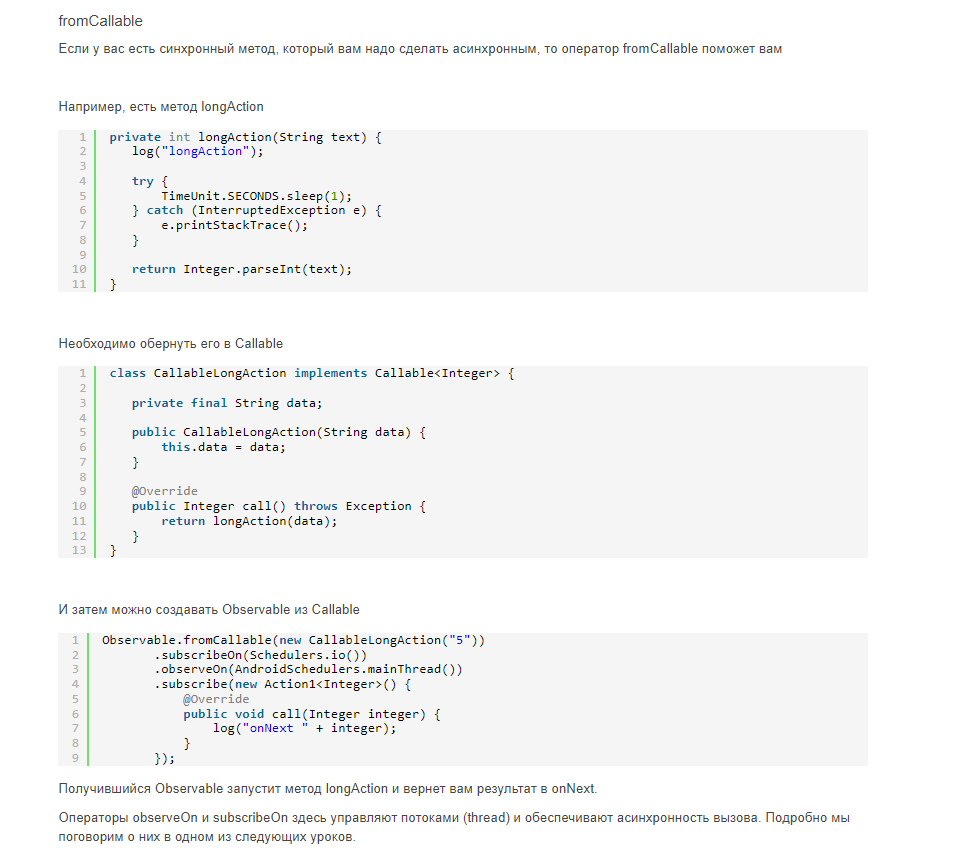 fromCallable
Если у вас есть синхронный метод, который вам надо сделать асинхронным, то оператор fromCallable поможет вам
Например, есть метод longAction
1 private int longAction(String text) {
2 log("longAction");
3
4 try {
5 TimeUnit.SECONDS.sleep(1);
6 } catch (InterruptedException e) {
7 e.printStackTrace();
8 }
9
10 return Integer.parseInt(text);
11 }
Необходимо обернуть его в Callable
1 class CallableLongAction implements Callable<Integer> {
2
3 private final String data;
4
5 public CallableLongAction(String data) {
6 this.data = data;
7 }
8
9 @Override
10 public Integer call() throws Exception {
11 return longAction(data);
12 }
13 }
И затем можно создавать Observable из Callable
1 Observable.fromCallable(new CallableLongAction("5"))
2 .subscribeOn(Schedulers.io())
3 .observeOn(AndroidSchedulers.mainThread())
4 .subscribe(new Action1<Integer>() {
5 @Override
6 public void call(Integer integer) {
7 log("onNext " + integer);
8 }
9 });
Получившийся Observable запустит метод longAction и вернет вам результат в onNext.
Операторы observeOn и subscribeOn здесь управляют потоками (thread) и обеспечивают асинхронность вызова. Подробно мы
поговорим о них в одном из следующих уроков.